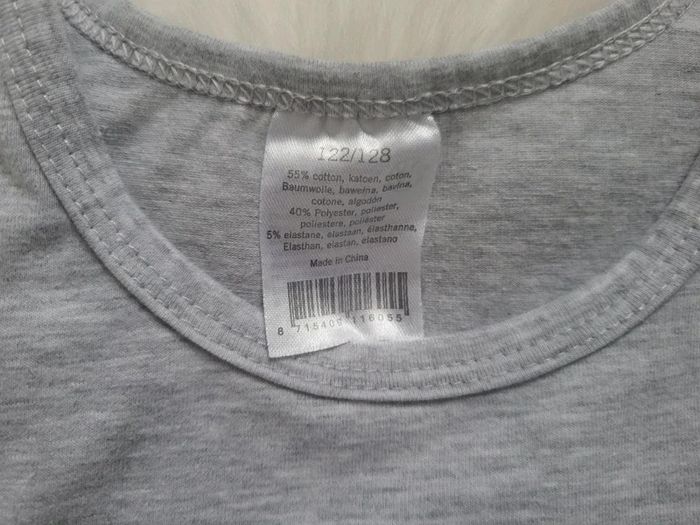 122/128
55% cotton, katoen, coton,
Baumwolle, bawełna, bavlna,
cotone, algodón
40% Polyester, poliester,
poliestere, poliéster
5% elastane, elastaan, élasthanne,
Elasthan, elastan, elastano
Made in China
8 715409 116055